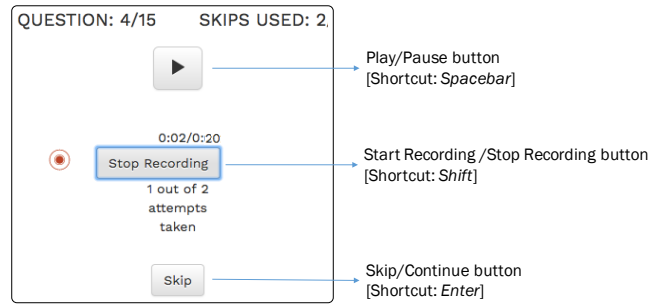 QUESTION: 4/15 SKIPS USED: 2,
Play/Pause button
[Shortcut: Spacebar]
0:02/0:20
Stop Recording
Start Recording /Stop Recording button
[Shortcut: Shift]
1 out of 2
attempts
taken
Skip
Skip/Continue button
[Shortcut: Enter]